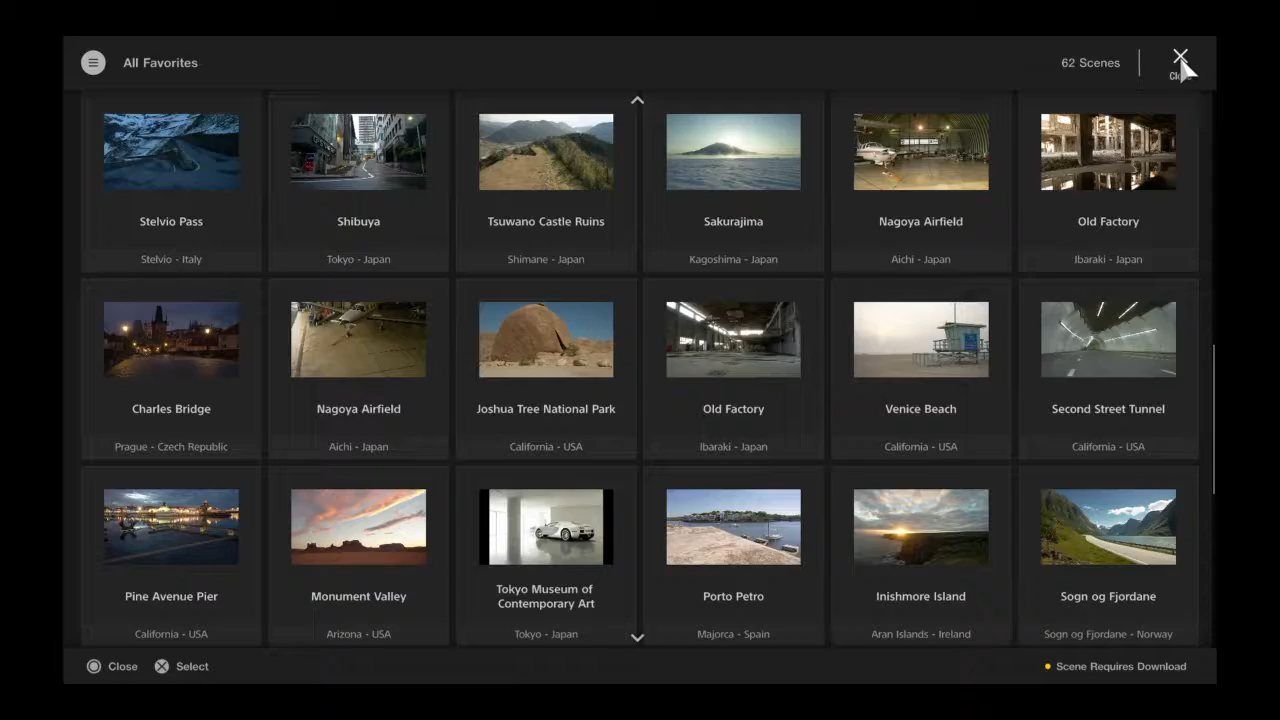 All Favorites
62 Scenes
Stelvio Pass
Stelvio - Italy
Shibuya
Tokyo - Japan
Tsuwano Castle Ruins
Shimane - Japan
Sakurajima
Kagoshima - Japan
Nagoya Airfield
Aichi - Japan
Old Factory
Ibaraki - Japan
Charles Bridge
Prague - Czech Republic
Nagoya Airfield
Aichi - Japan
Joshua Tree National Park
California - USA
Old Factory
Ibaraki - Japan
Venice Beach
California - USA
Second Street Tunnel
California - USA
Pine Avenue Pier
California - USA
Monument Valley
Arizona - USA
Tokyo Museum of
Contemporary Art
Tokyo - Japan
Porto Petro
Majorca - Spain
Inishmore Island
Aran Islands - Ireland
Sogn og Fjordane
Sogn og Fjordane - Norway
Close
Select
Scene Requires Download